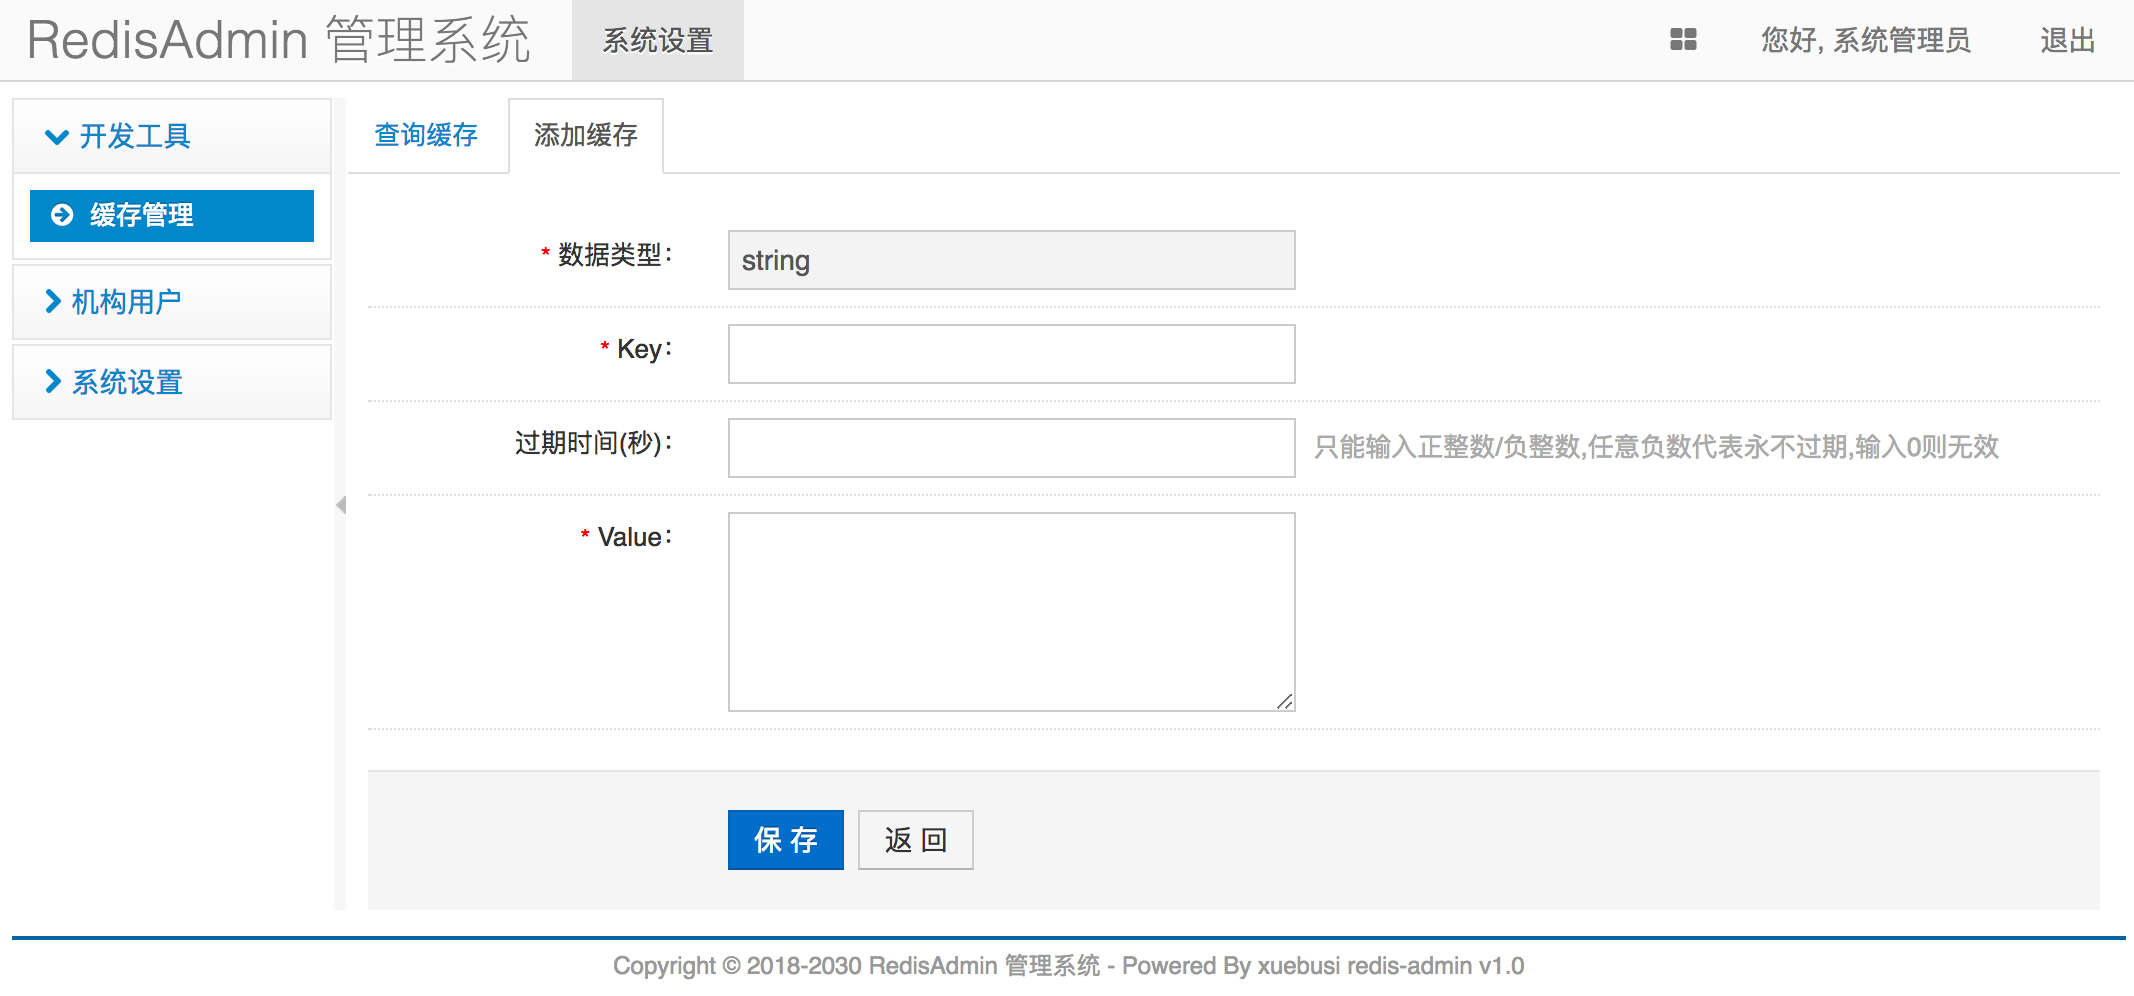 RedisAdmin 管理系统 系统设置 您好, 系统管理员 退出
开发工具
缓存管理
机构用户
系统设置
查询缓存 添加缓存
* 数据类型： string
* Key：
过期时间(秒)： 只能输入正整数/负整数,任意负数代表永不过期,输入0则无效
* Value：
保 存 返 回
Copyright © 2018-2030 RedisAdmin 管理系统 - Powered By xuebusi redis-admin v1.0